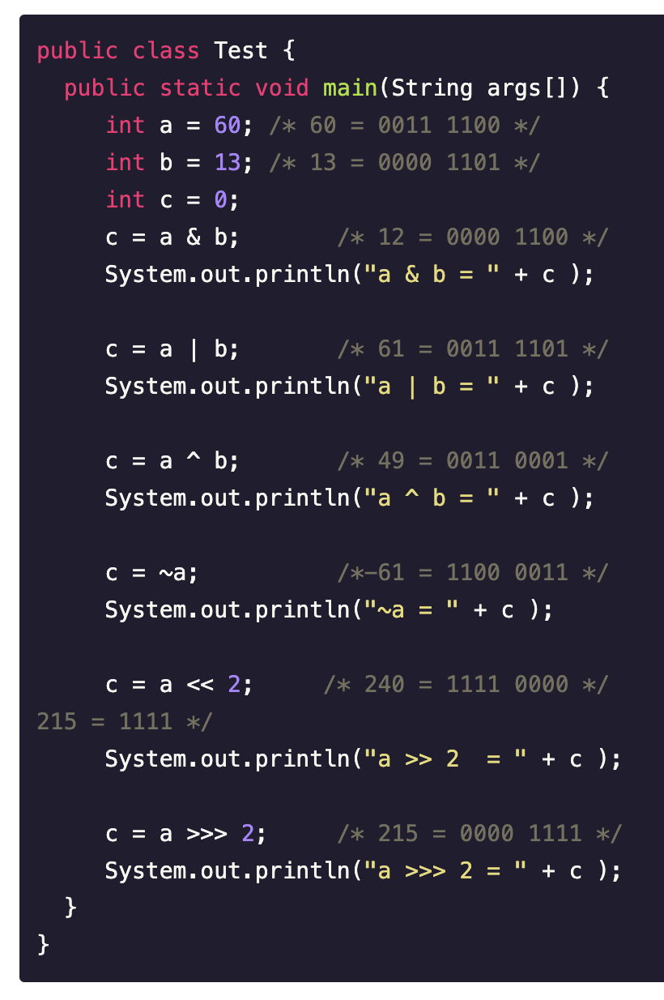 public class Test {
  public static void main(String args[]) {
     int a = 60; /* 60 = 0011 1100 */
     int b = 13; /* 13 = 0000 1101 */
     int c = 0;
     c = a & b;       /* 12 = 0000 1100 */
     System.out.println("a & b = " + c );

     c = a | b;       /* 61 = 0011 1101 */
     System.out.println("a | b = " + c );

     c = a ^ b;       /* 49 = 0011 0001 */
     System.out.println("a ^ b = " + c );

     c = ~a;          /*-61 = 1100 0011 */
     System.out.println("~a = " + c );

     c = a << 2;     /* 240 = 1111 0000 */
215 = 1111 */
     System.out.println("a >> 2  = " + c );

     c = a >>> 2;     /* 215 = 0000 1111 */
     System.out.println("a >>> 2 = " + c );
  }
}